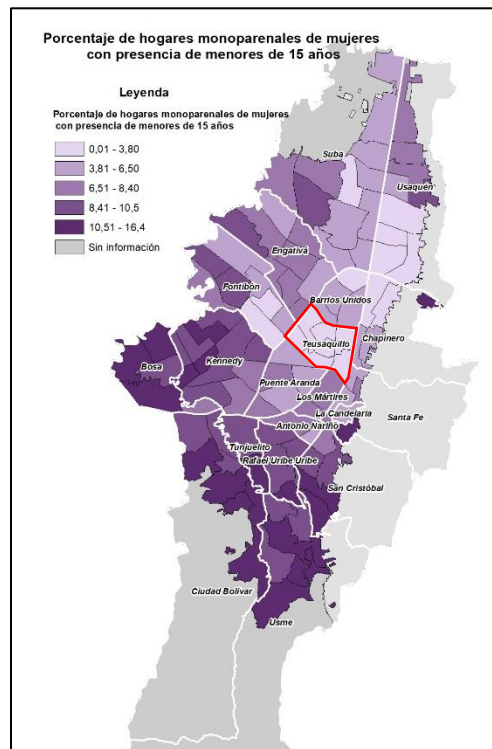 Porcentaje de hogares monoparenales de mujeres
con presencia de menores de 15 años
Leyenda
Porcentaje de hogares monoparenales de mujeres
con presencia de menores de 15 años
0,01 - 3,80
3,81 - 6,50
6,51 - 8,40
8,41 - 10,5
10,51 - 16,4
Sin información
Suba
Usaquén
Engativá
Fontibón
Barrios Unidos
Teusaquillo
Chapinero
Bosa
Kennedy
Puente Aranda
Los Mártires
La Candelaria
Santa Fe
Antonio Nariño
Tunjuelito
Rafael Uribe Uribe
San Cristóbal
Ciudad Bolívar
Usme